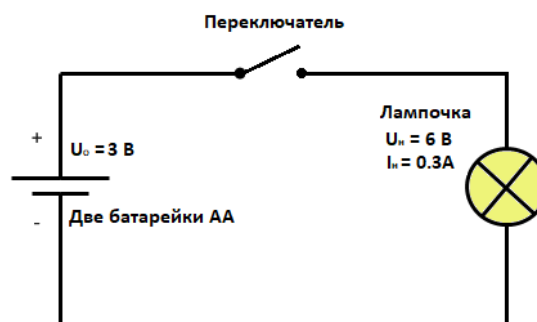 Переключатель
Лампочка
Uн = 6 В
Iн = 0.3А
+
U₀ = 3 В
-
Две батарейки АА